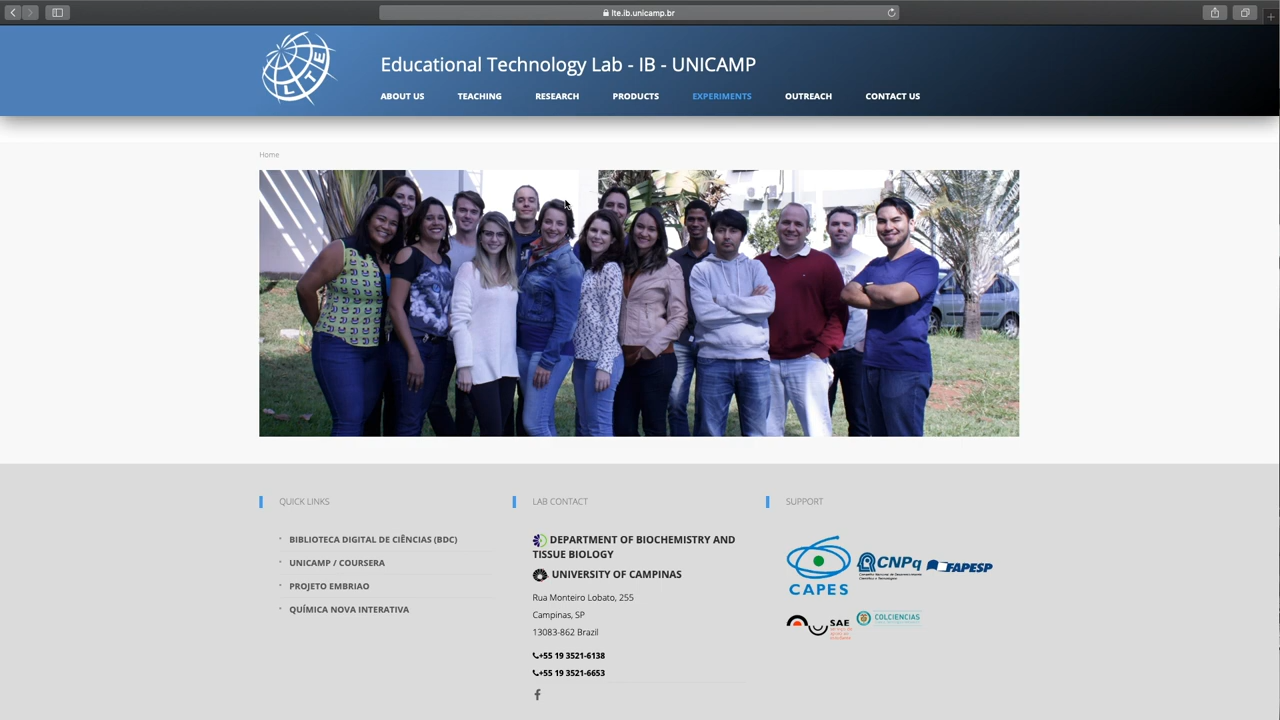 lte.ib.unicamp.br
LTE
Educational Technology Lab - IB - UNICAMP
ABOUT US TEACHING RESEARCH PRODUCTS EXPERIMENTS OUTREACH CONTACT US
Home
QUICK LINKS
BIBLIOTECA DIGITAL DE CIÊNCIAS (BDC)
UNICAMP / COURSERA
PROJETO EMBRIAO
QUÍMICA NOVA INTERATIVA
LAB CONTACT
DEPARTMENT OF BIOCHEMISTRY AND
TISSUE BIOLOGY
UNIVERSITY OF CAMPINAS
Rua Monteiro Lobato, 255
Campinas, SP
13083-862 Brazil
+55 19 3521-6138
+55 19 3521-6653
SUPPORT
CAPES
CNPq
FAPESP
SAE
COLCIENCIAS